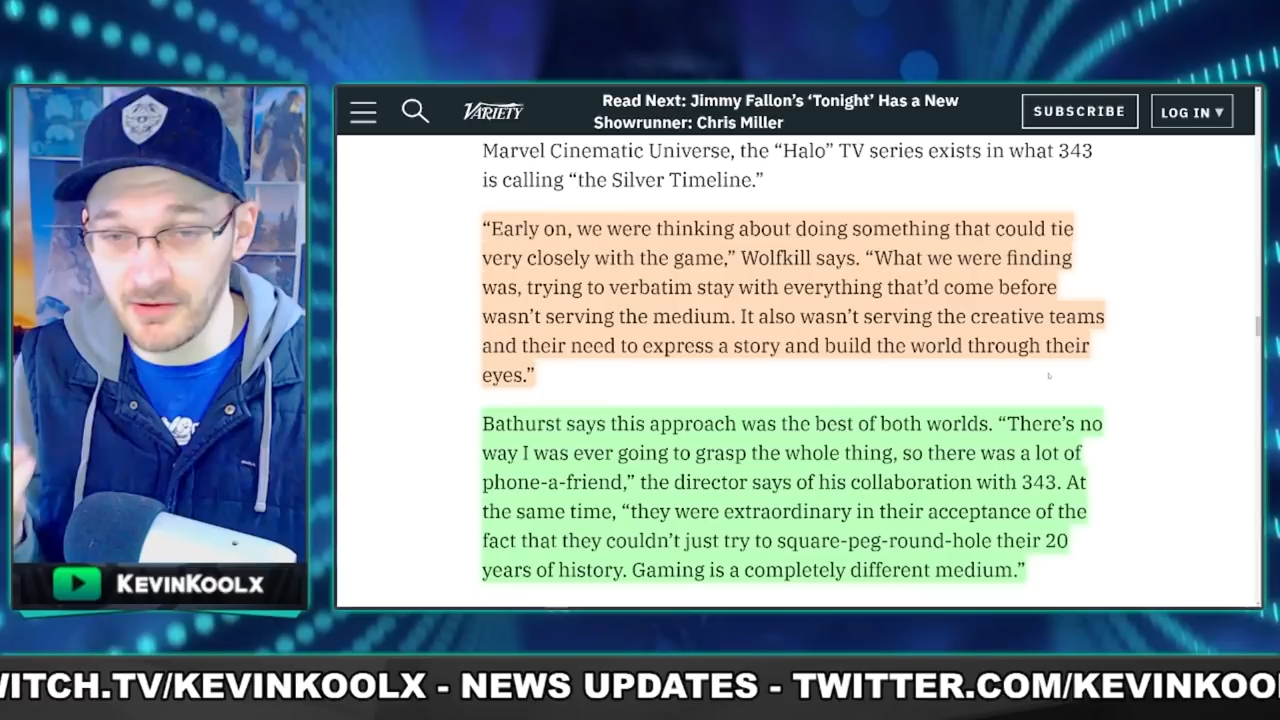 Read Next: Jimmy Fallon's ‘Tonight’ Has a New
VARIETY
Showrunner: Chris Miller
SUBSCRIBE
LOG IN ▾
Marvel Cinematic Universe, the “Halo” TV series exists in what 343
is calling “the Silver Timeline.”
“Early on, we were thinking about doing something that could tie
very closely with the game,” Wolfkill says. “What we were finding
was, trying to verbatim stay with everything that’d come before
wasn’t serving the medium. It also wasn’t serving the creative teams
and their need to express a story and build the world through their
eyes.”
Bathurst says this approach was the best of both worlds. “There’s no
way I was ever going to grasp the whole thing, so there was a lot of
phone-a-friend,” the director says of his collaboration with 343. At
the same time, “they were extraordinary in their acceptance of the
fact that they couldn’t just try to square-peg-round-hole their 20
years of history. Gaming is a completely different medium.”
KEVINKOOLX
WITCH.TV/KEVINKOOLX - NEWS UPDATES - TWITTER.COM/KEVINKOO